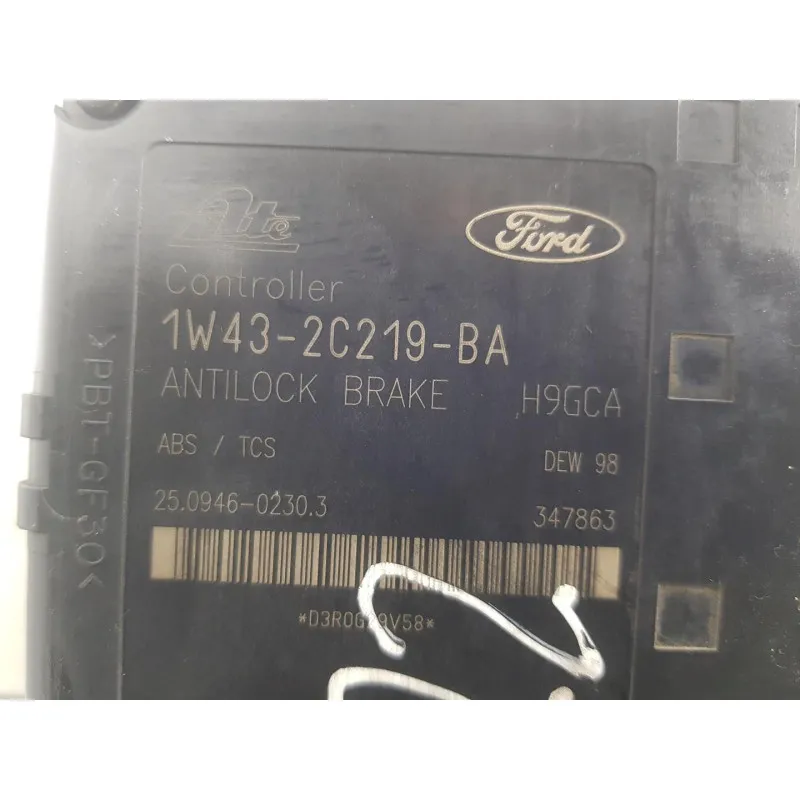 Ate
Ford
Controller
1W43-2C219-BA
ANTILOCK BRAKE H9GCA
ABS / TCS DEW 98
25.0946-0230.3 347863
>PBT-GF30<